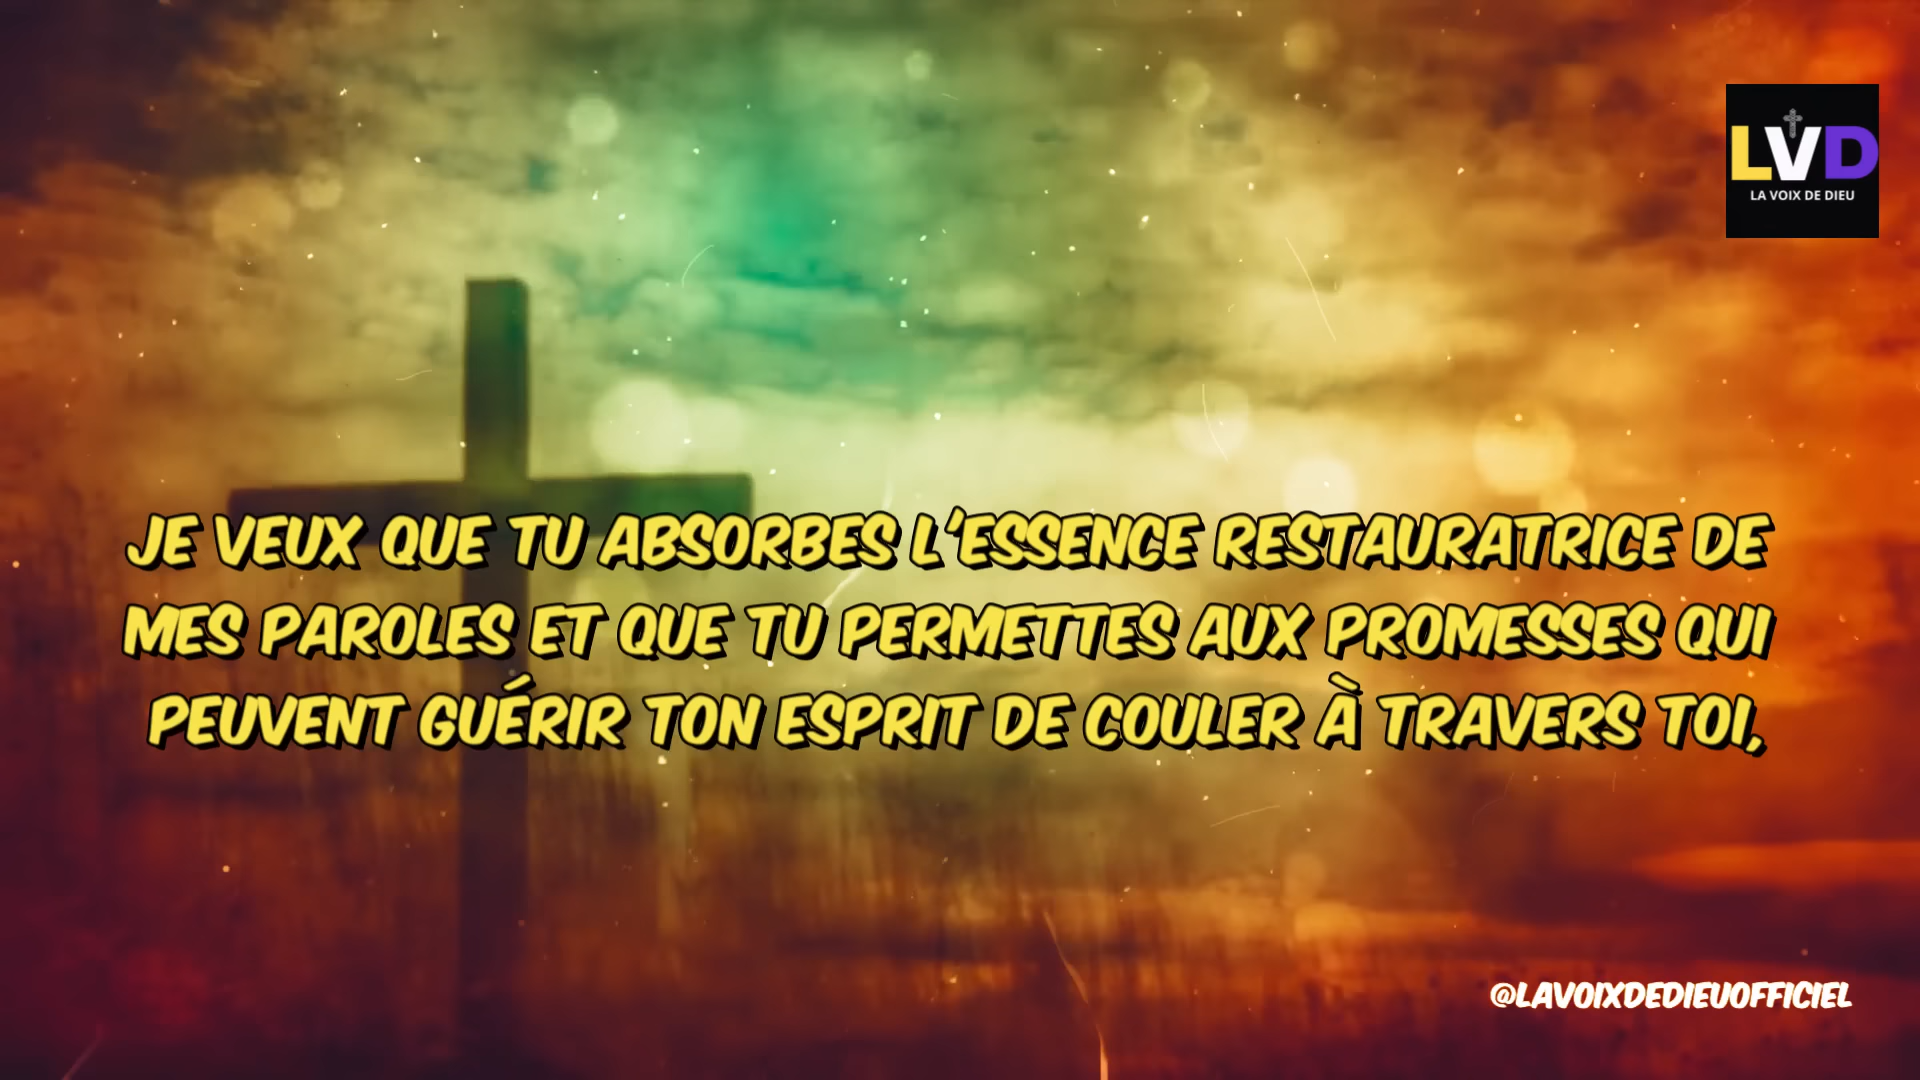 LVD
LA VOIX DE DIEU
JE VEUX QUE TU ABSORBES L'ESSENCE RESTAURATRICE DE
MES PAROLES ET QUE TU PERMETTES AUX PROMESSES QUI
PEUVENT GUÉRIR TON ESPRIT DE COULER À TRAVERS TOI,
@LAVOIXDEDIEUOFFICIEL